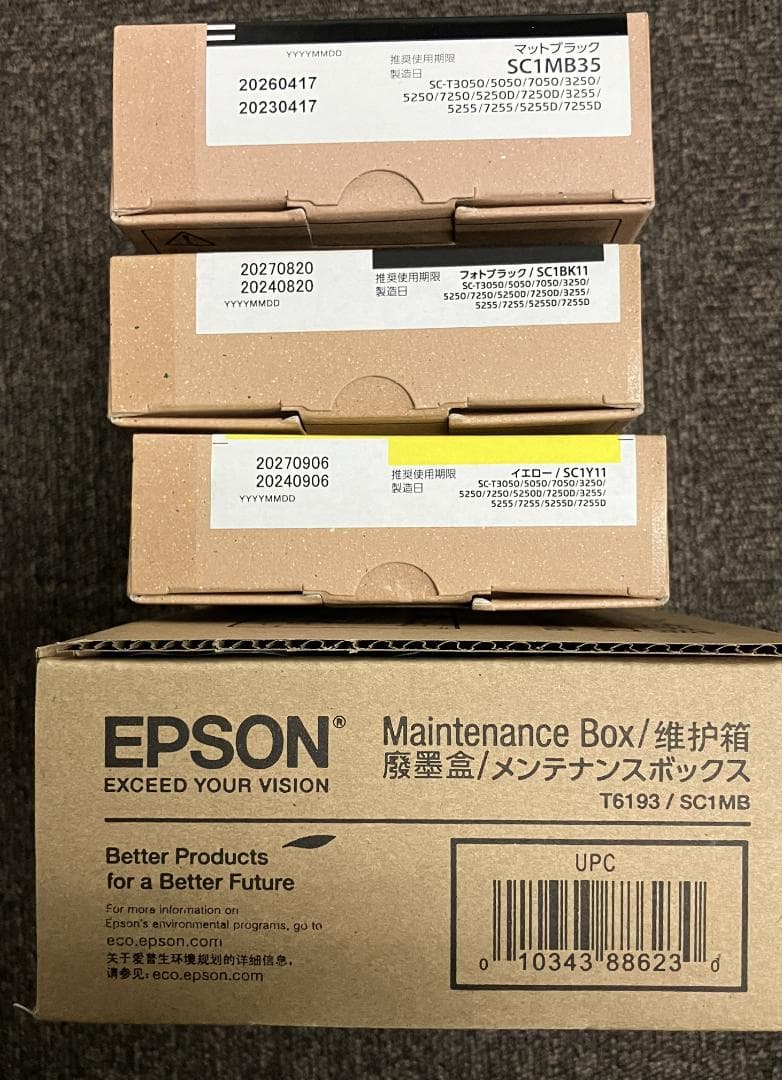 YYYYMMDD
20260417
20230417
推奨使用期限
製造日
マットブラック
SC1MB35
SC-T3050/5050/7050/3250/
5250/7250/5250D/7250D/3255/
5255/7255/5255D/7255D
20270820
20240820
YYYYMMDD
推奨使用期限
製造日
フォトブラック/SC1BK11
SC-T3050/5050/7050/3250/
5250/7250/5250D/7250D/3255/
5255/7255/5255D/7255D
20270906
20240906
YYYYMMDD
推奨使用期限
製造日
イエロー/SC1Y11
SC-T3050/5050/7050/3250/
5250/7250/5250D/7250D/3255/
5255/7255/5255D/7255D
EPSON®
EXCEED YOUR VISION
Maintenance Box/维护箱
廢墨盒/メンテナンスボックス
T6193 / SC1MB
Better Products
for a Better Future
For more information on
Epson's environmental programs, go to
eco.epson.com
关于爱普生环境规划的详细信息,
请参见: eco.epson.com
UPC
0 10343 88623 0